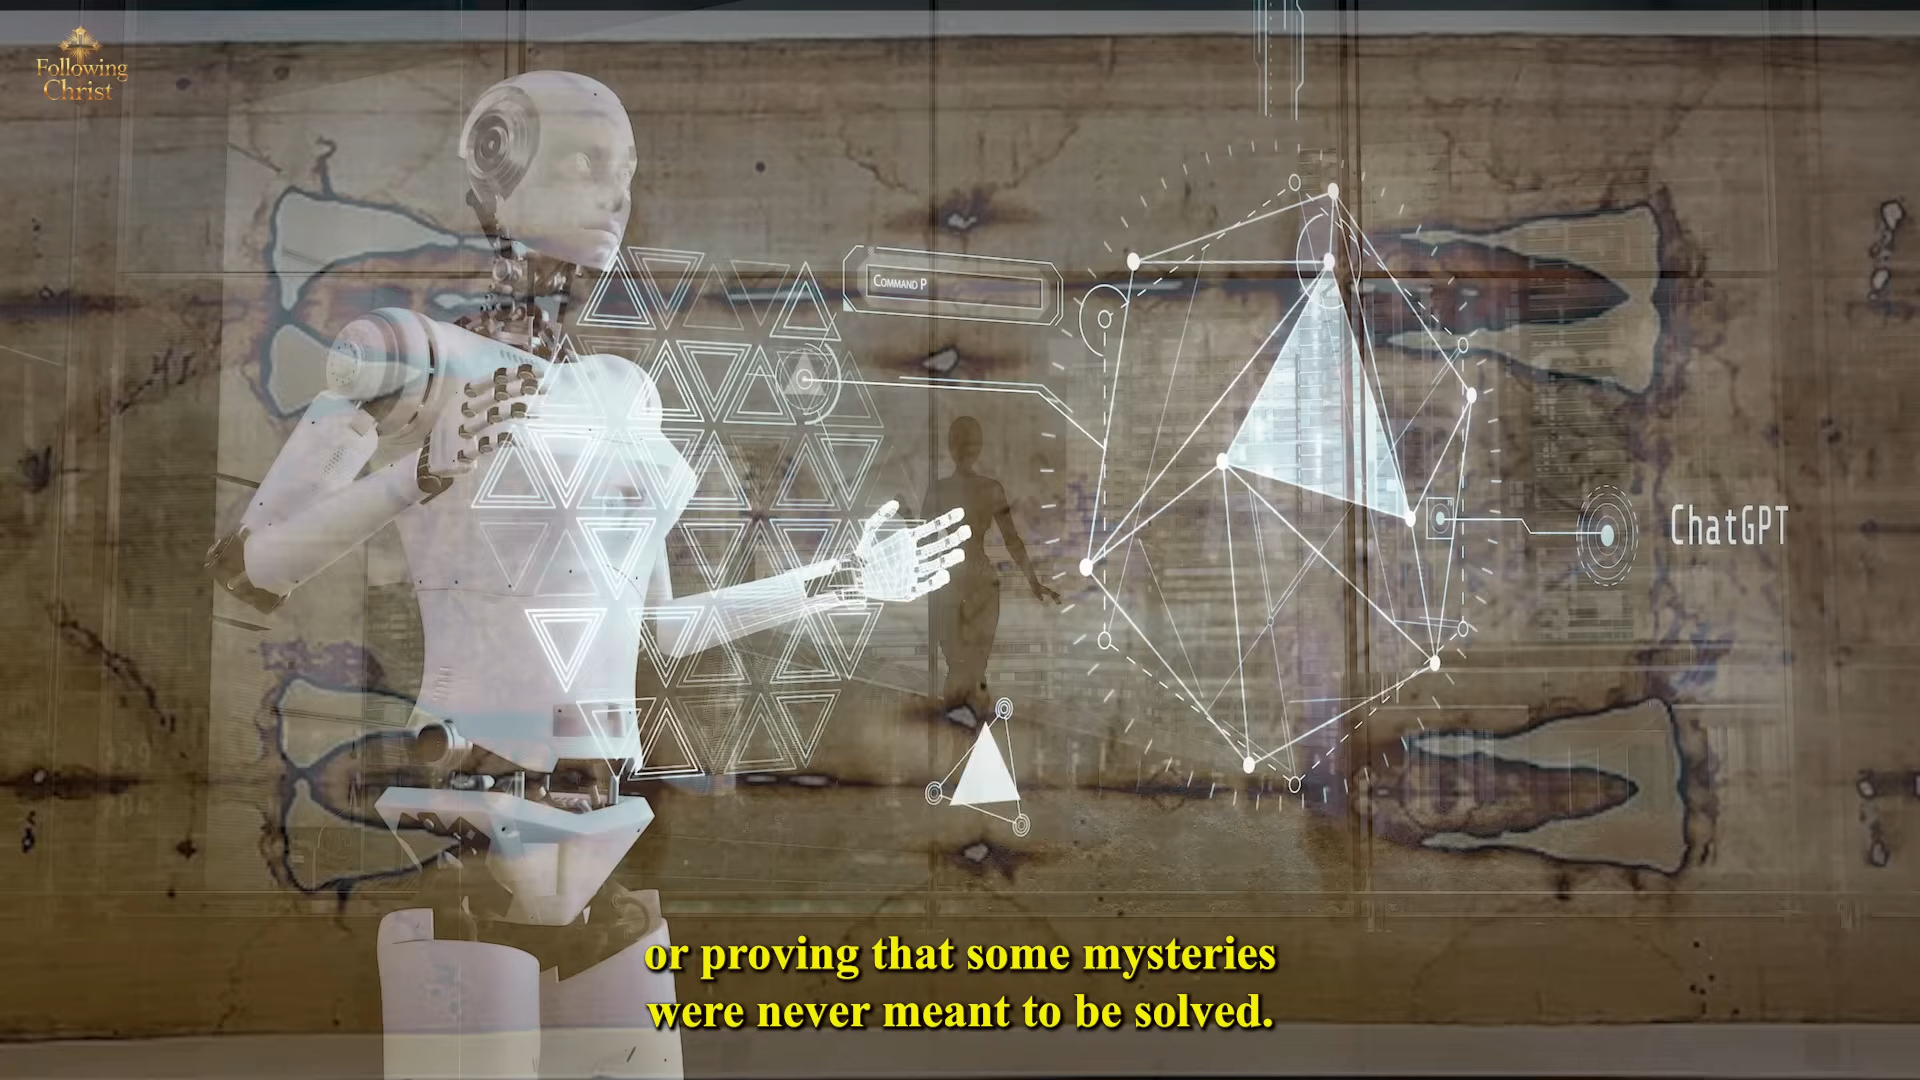 Following
Christ
COMMAND P
ChatGPT
or proving that some mysteries
were never meant to be solved.